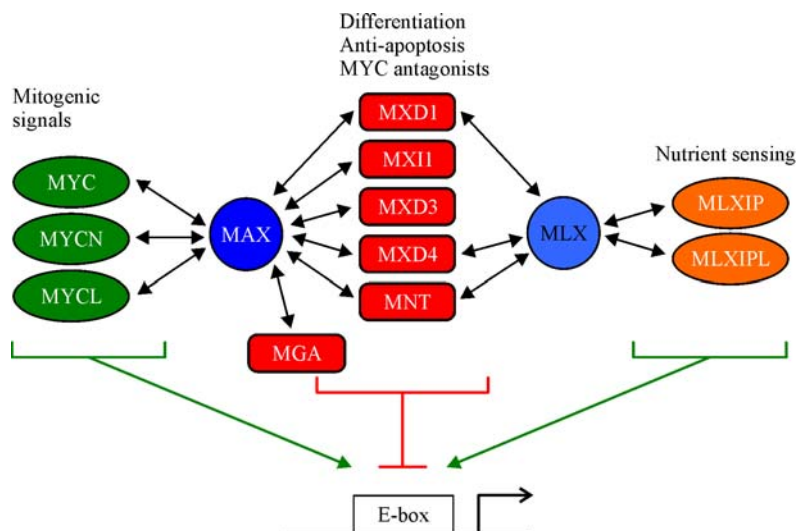 Differentiation
Anti-apoptosis
MYC antagonists
Mitogenic
signals
MXD1
MXI1
Nutrient sensing
MYC
MLXIP
MXD3
MYCN
MAX
MLX
MXD4
MLXIPL
MYCL
MNT
MGA
E-box